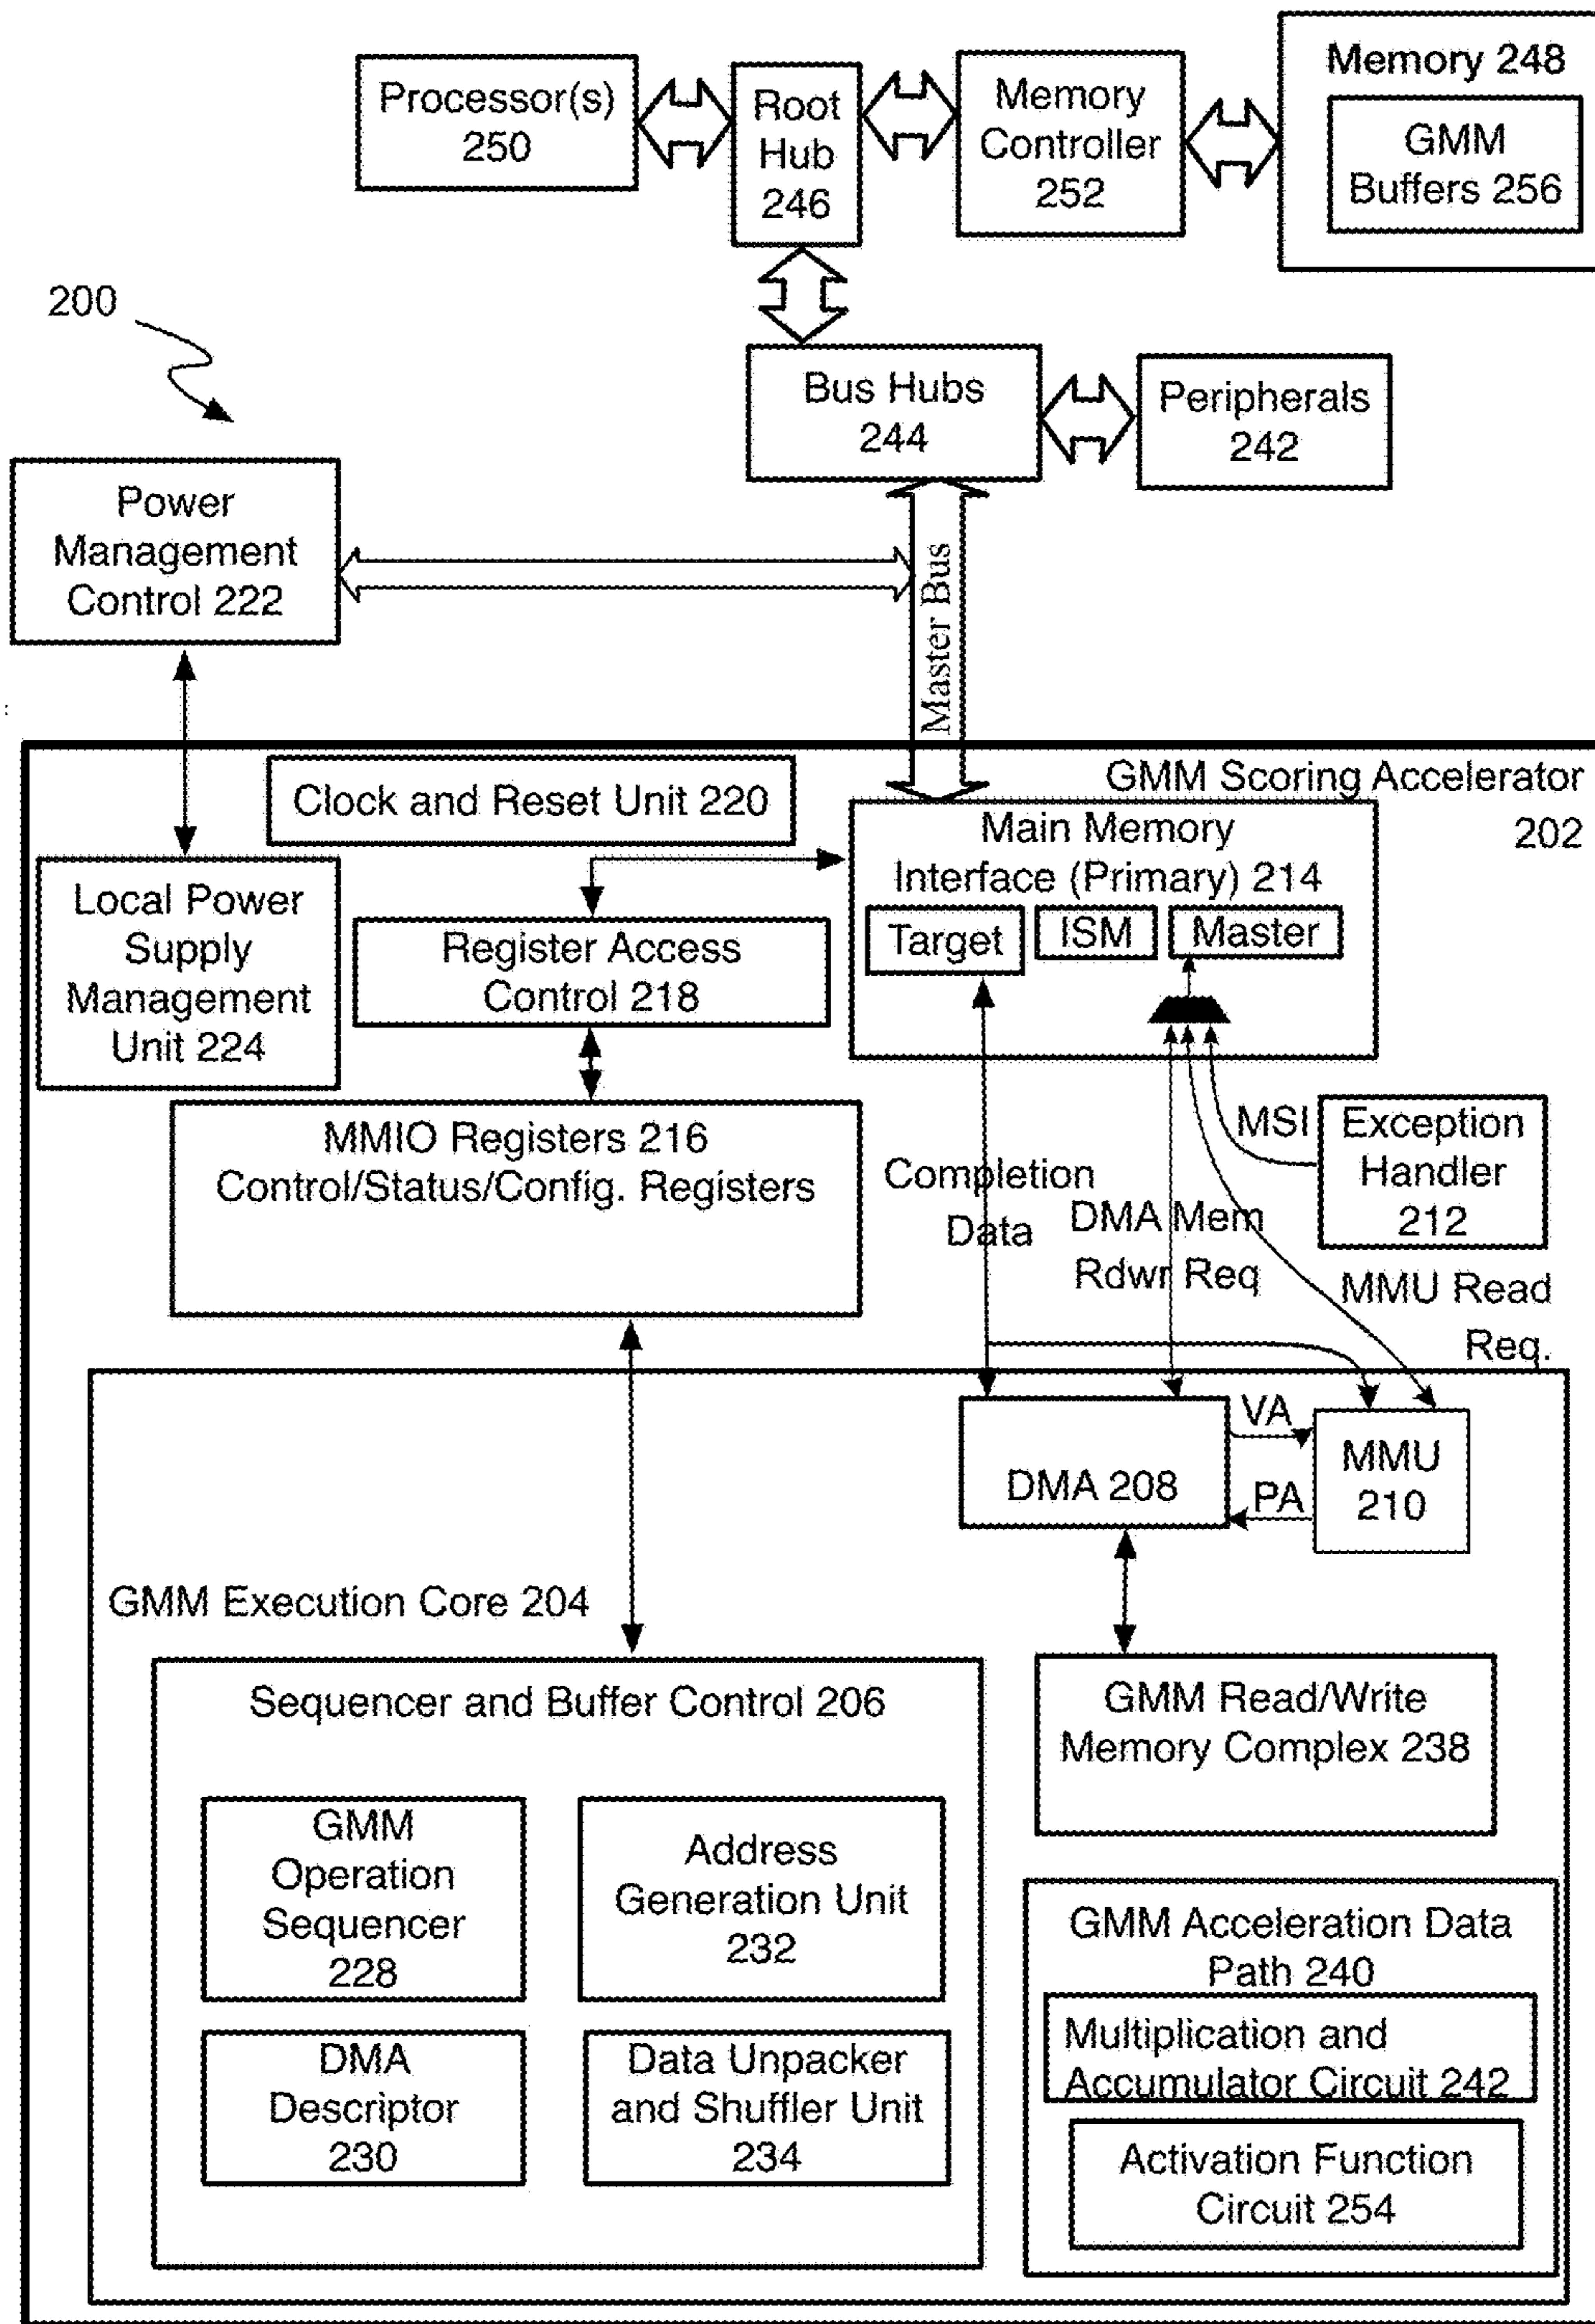 Processor(s)
250
Root
Hub
246
Memory
Controller
252
Memory 248
GMM
Buffers 256
200
Bus Hubs
244
Peripherals
242
Power
Management
Control 222
Master Bus
GMM Scoring Accelerator
202
Clock and Reset Unit 220
Main Memory
Interface (Primary) 214
Target
ISM
Master
Local Power
Supply
Management
Unit 224
Register Access
Control 218
MMIO Registers 216
Control/Status/Config. Registers
MSI
Exception
Handler
212
Completion
Data
DMA Mem
Rdwr Req
MMU Read
Req.
VA
DMA 208
PA
MMU
210
GMM Execution Core 204
Sequencer and Buffer Control 206
GMM Read/Write
Memory Complex 238
GMM
Operation
Sequencer
228
Address
Generation Unit
232
GMM Acceleration Data
Path 240
DMA
Descriptor
230
Data Unpacker
and Shuffler Unit
234
Multiplication and
Accumulator Circuit 242
Activation Function
Circuit 254